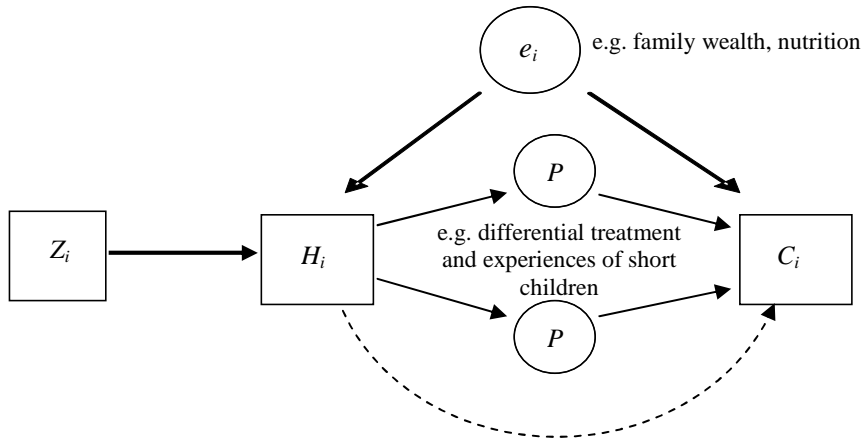 e_i
e.g. family wealth, nutrition
P
Z_i
H_i
e.g. differential treatment
and experiences of short
children
C_i
P